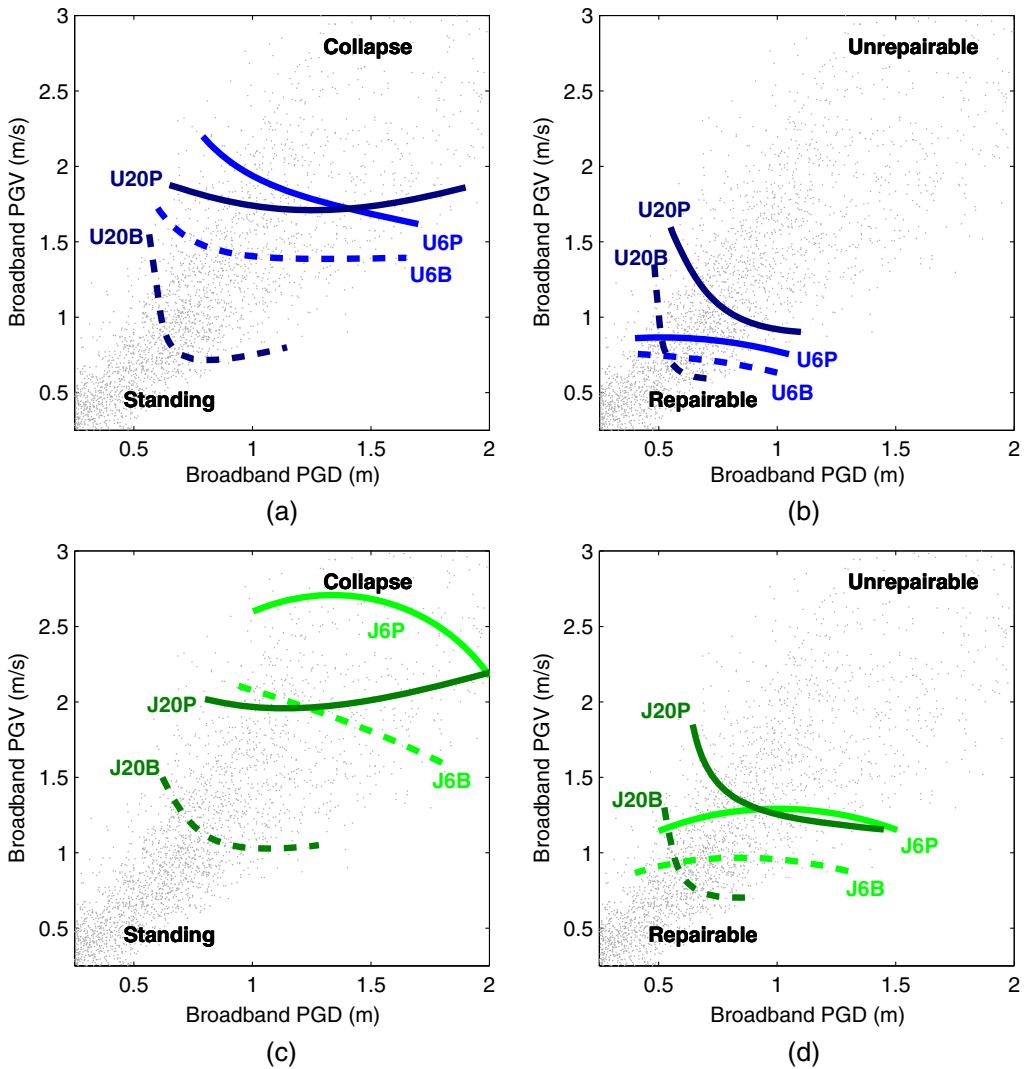 3
2.5
2
1.5
1
0.5
Broadband PGV (m/s)
Collapse
U20P
U20B
U6P
U6B
Standing
0.5 1 1.5 2
Broadband PGD (m)
(a)
3
2.5
2
1.5
1
0.5
Broadband PGV (m/s)
Unrepairable
U20P
U20B
U6P
U6B
Repairable
0.5 1 1.5 2
Broadband PGD (m)
(b)
3
2.5
2
1.5
1
0.5
Broadband PGV (m/s)
Collapse
J6P
J20P
J20B
J6B
Standing
0.5 1 1.5 2
Broadband PGD (m)
(c)
3
2.5
2
1.5
1
0.5
Broadband PGV (m/s)
Unrepairable
J20P
J20B
J6P
J6B
Repairable
0.5 1 1.5 2
Broadband PGD (m)
(d)